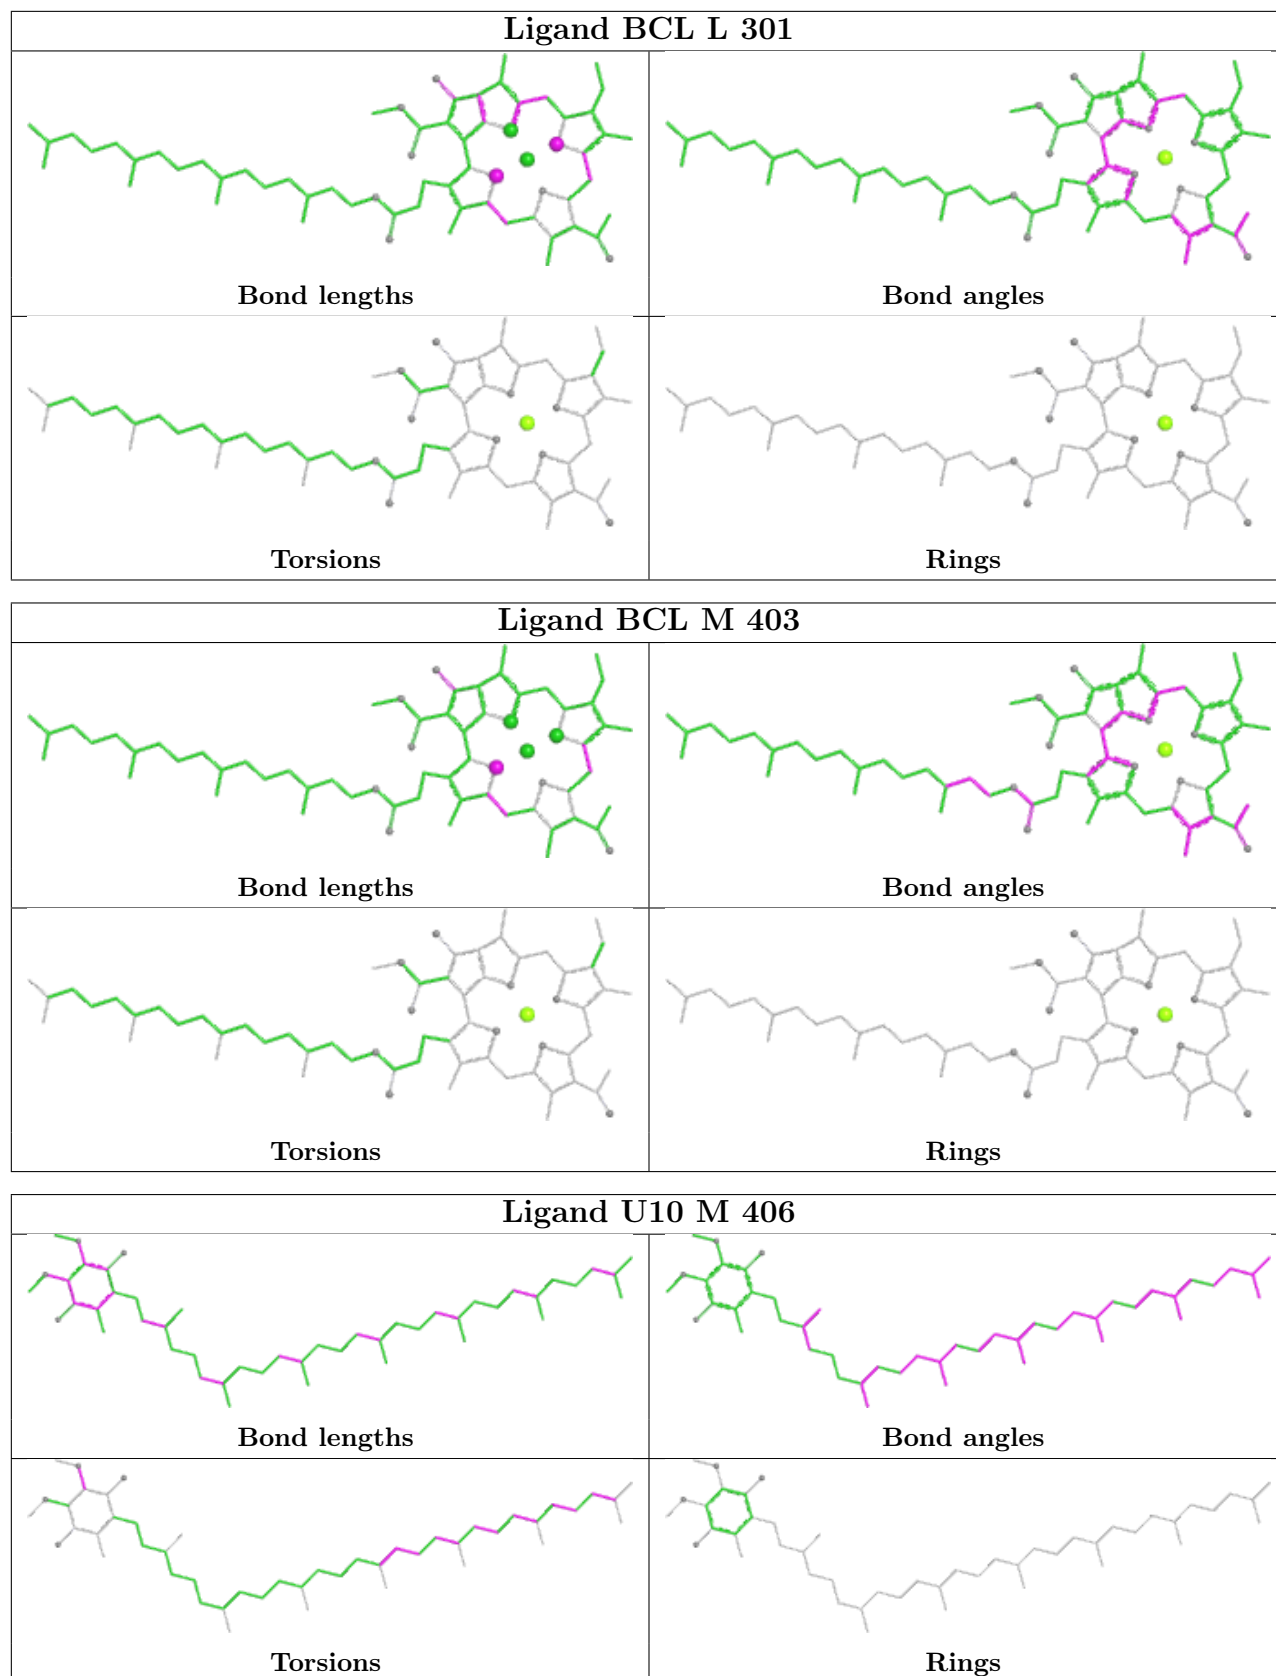 Ligand BCL L 301
Bond lengths
Bond angles
Torsions
Rings
Ligand BCL M 403
Bond lengths
Bond angles
Torsions
Rings
Ligand U10 M 406
Bond lengths
Bond angles
Torsions
Rings